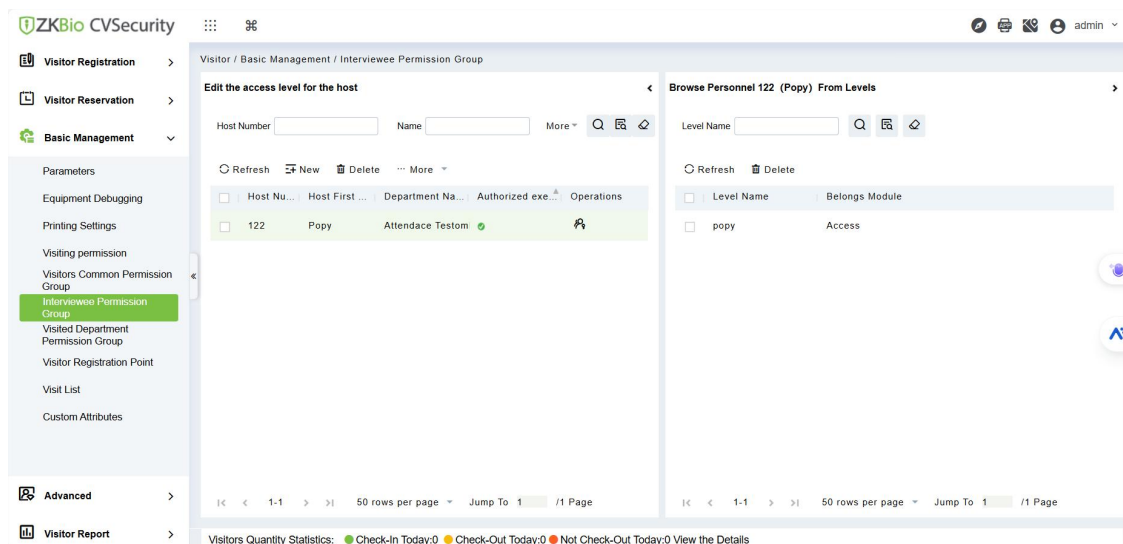 ZKBio CVSecurity
admin
Visitor Registration
Visitor Reservation
Basic Management
Parameters
Equipment Debugging
Printing Settings
Visiting permission
Visitors Common Permission
Group
Interviewee Permission
Group
Visited Department
Permission Group
Visitor Registration Point
Visit List
Custom Attributes
Advanced
Visitor Report
Visitor / Basic Management / Interviewee Permission Group
Edit the access level for the host
Host Number Name More
Refresh New Delete ··· More
Host Nu... Host First ... Department Na... Authorized exe... Operations
122 Popy Attendace Testom
1-1 50 rows per page Jump To 1 /1 Page
Browse Personnel 122 (Popy) From Levels
Level Name
Refresh Delete
Level Name Belongs Module
popy Access
1-1 50 rows per page Jump To 1 /1 Page
Visitors Quantity Statistics: Check-In Today:0 Check-Out Today:0 Not Check-Out Today:0 View the Details